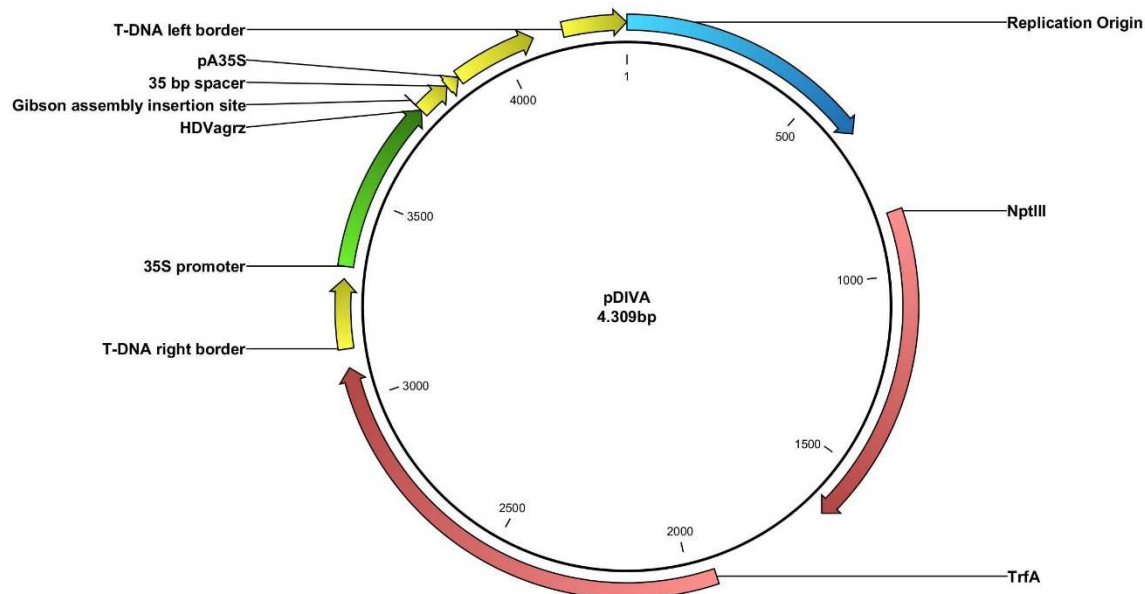 T-DNA left border
Replication Origin
pA35S
35 bp spacer
Gibson assembly insertion site
HDVagrz
1
4000
500
NptIII
3500
35S promoter
1000
pDIVA
4.309bp
T-DNA right border
3000
1500
2500
2000
TrfA